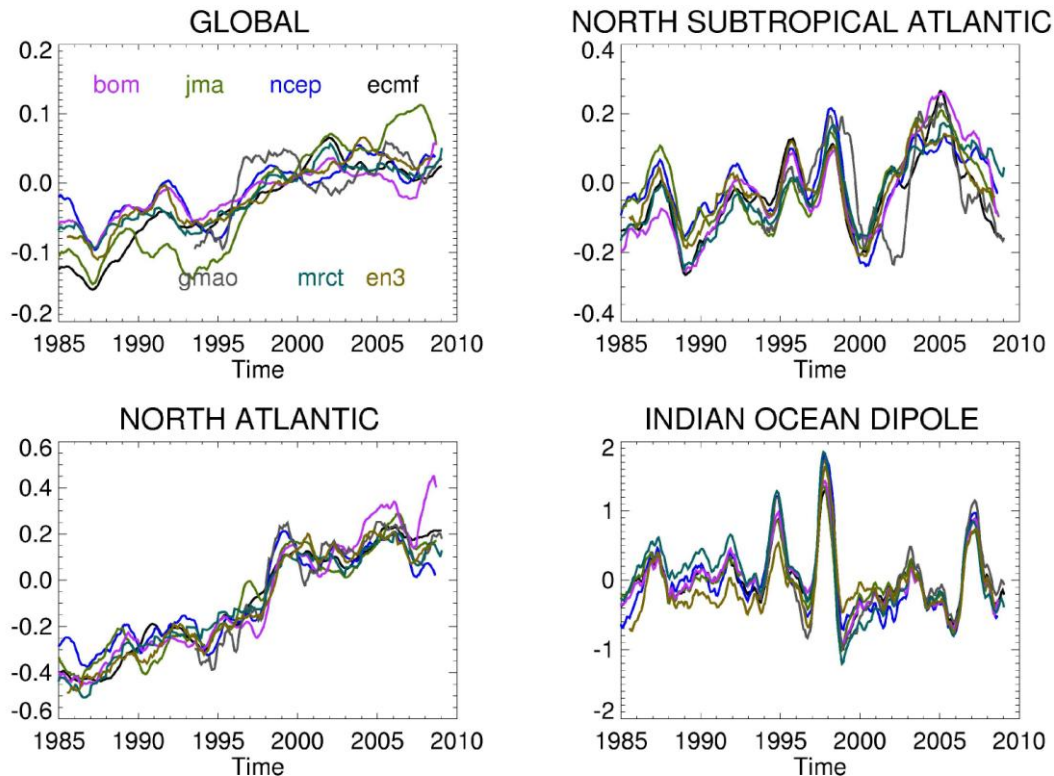 GLOBAL
0.2
0.1
0.0
-0.1
-0.2
bom jma ncep ecmf
gmao mrct en3
1985 1990 1995 2000 2005 2010
Time
NORTH SUBTROPICAL ATLANTIC
0.4
0.2
0.0
-0.2
-0.4
1985 1990 1995 2000 2005 2010
Time
NORTH ATLANTIC
0.6
0.4
0.2
0.0
-0.2
-0.4
-0.6
1985 1990 1995 2000 2005 2010
Time
INDIAN OCEAN DIPOLE
2
1
0
-1
-2
1985 1990 1995 2000 2005 2010
Time